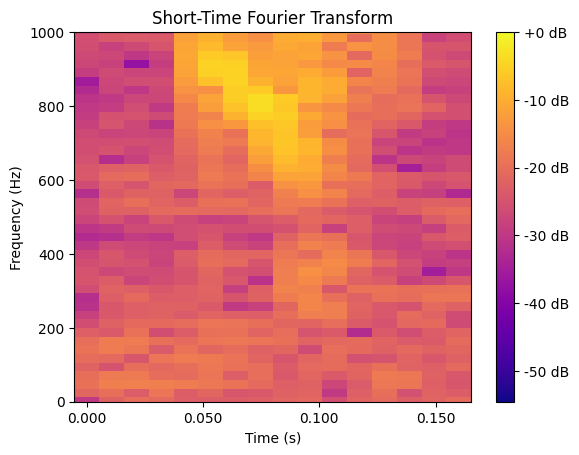 Short-Time Fourier Transform
1000
800
600
400
200
0
Frequency (Hz)
0.000
0.050
0.100
0.150
Time (s)
+0 dB
-10 dB
-20 dB
-30 dB
-40 dB
-50 dB